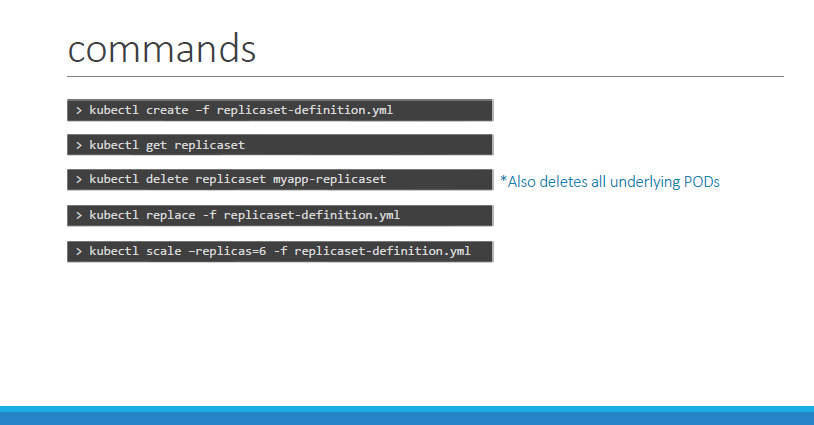 commands
> kubectl create –f replicaset-definition.yml
> kubectl get replicaset
> kubectl delete replicaset myapp-replicaset *Also deletes all underlying PODs
> kubectl replace -f replicaset-definition.yml
> kubectl scale –replicas=6 -f replicaset-definition.yml